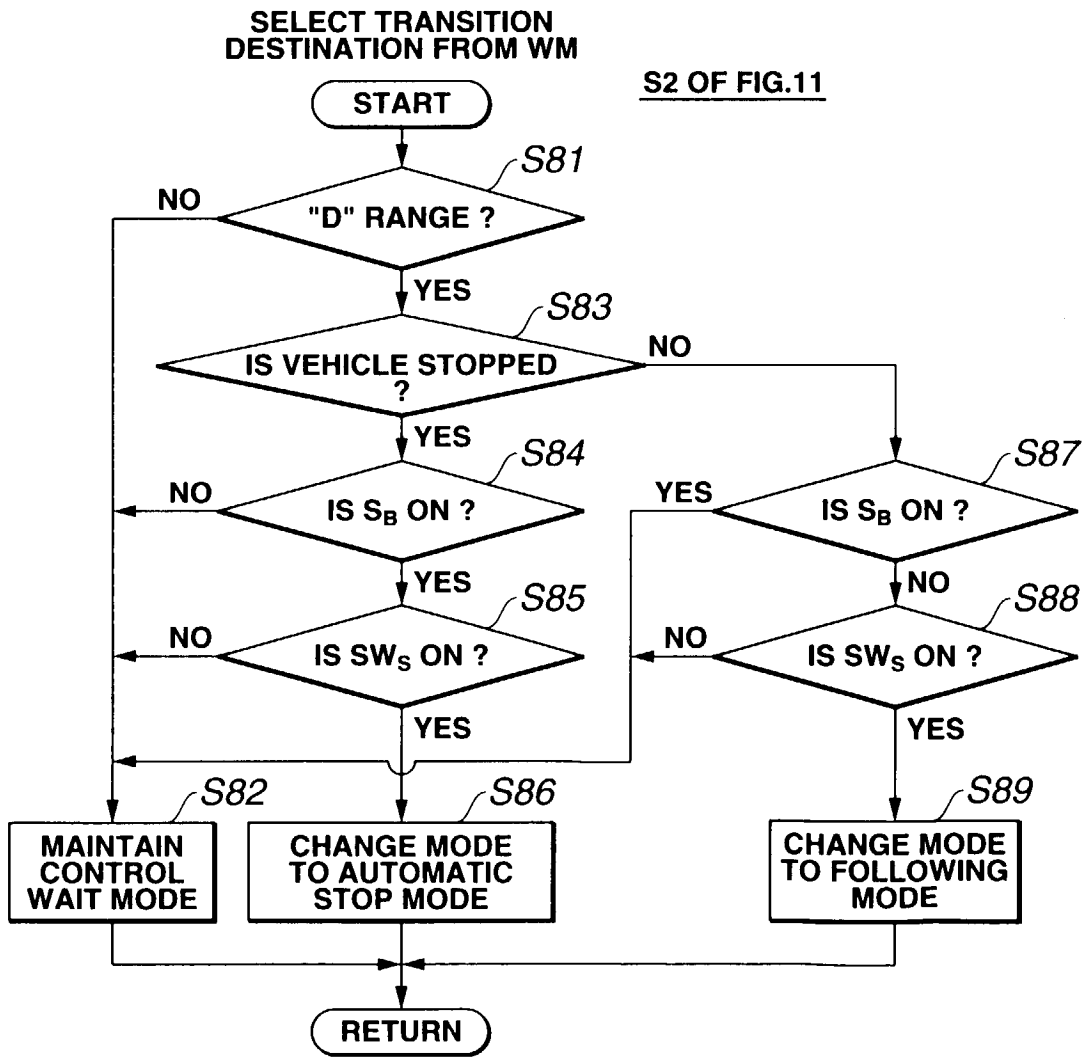 SELECT TRANSITION
DESTINATION FROM WM
S2 OF FIG.11
START
S81
NO
"D" RANGE ?
YES
S83
IS VEHICLE STOPPED
?
NO
YES
S84
NO
IS SB ON ?
YES
S87
YES
IS SB ON ?
NO
S85
NO
IS SWS ON ?
YES
S88
NO
IS SWS ON ?
YES
S82
MAINTAIN
CONTROL
WAIT MODE
S86
CHANGE MODE
TO AUTOMATIC
STOP MODE
S89
CHANGE MODE
TO FOLLOWING
MODE
RETURN